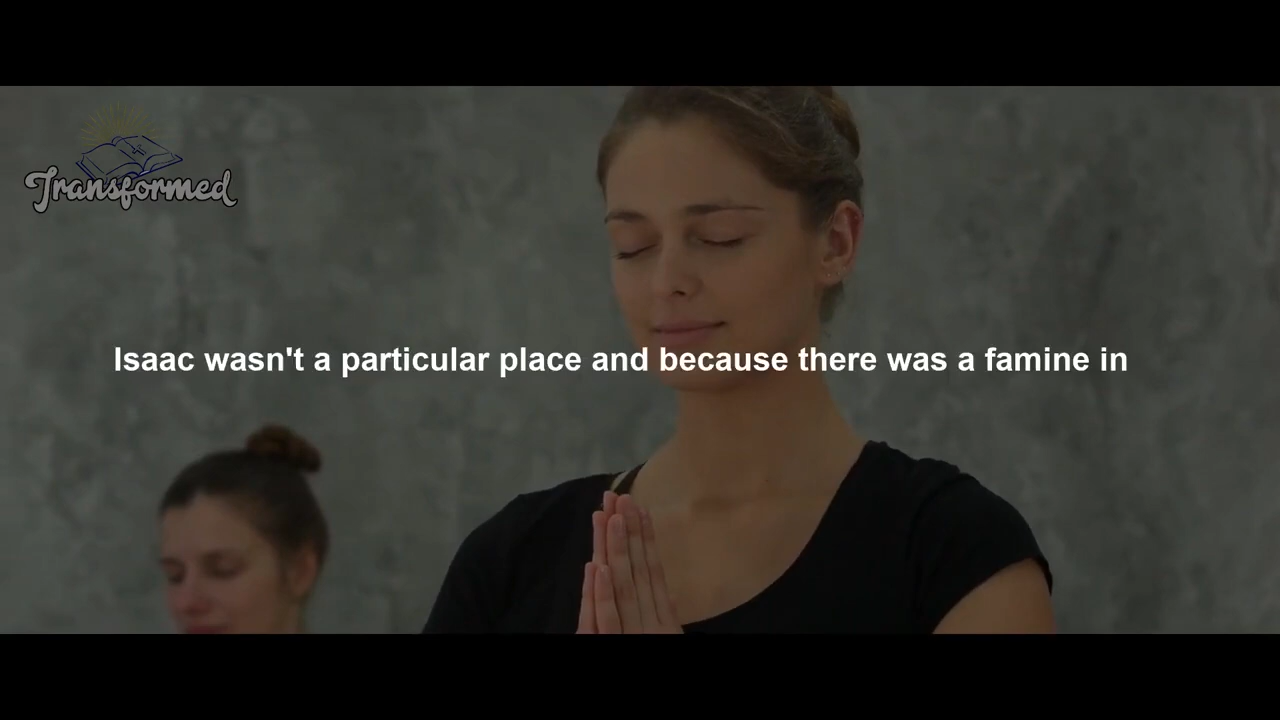 Transformed
Isaac wasn't a particular place and because there was a famine in